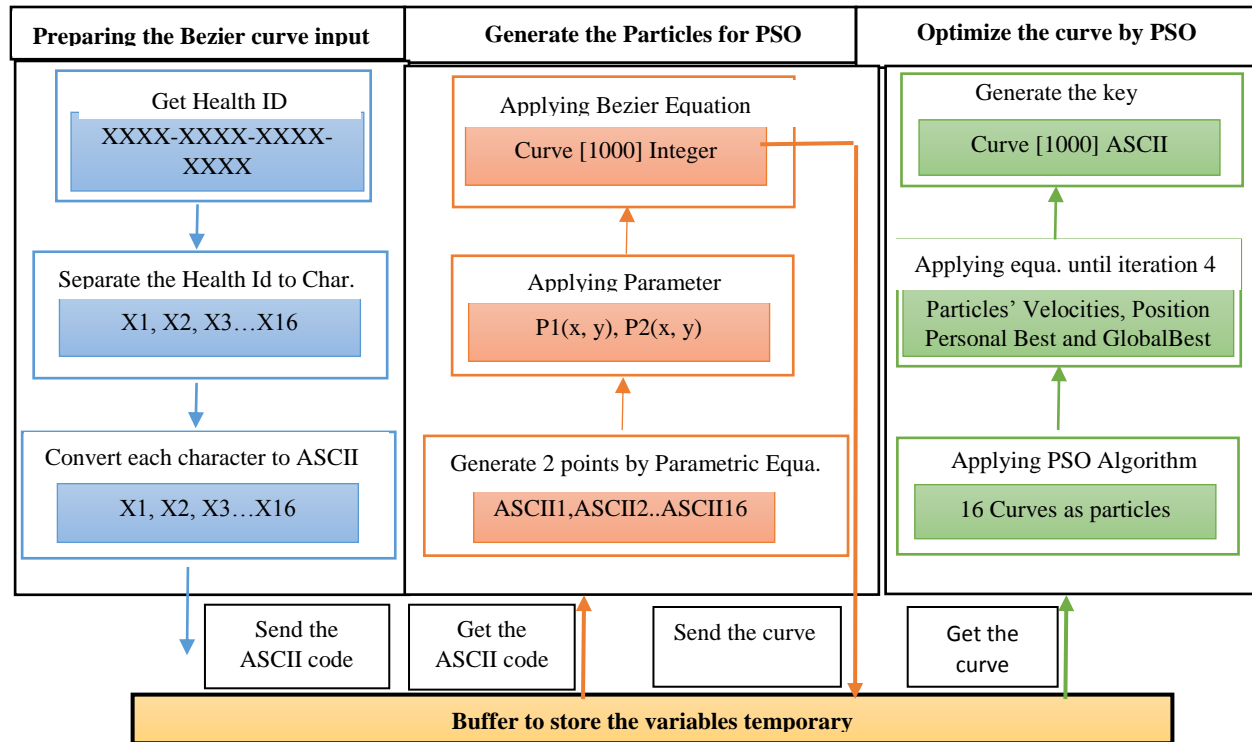 Preparing the Bezier curve input
Get Health ID
XXXX-XXXX-XXXX-
XXXX
Separate the Health Id to Char.
X1, X2, X3…X16
Convert each character to ASCII
X1, X2, X3…X16
Send the
ASCII code
Generate the Particles for PSO
Applying Bezier Equation
Curve [1000] Integer
Applying Parameter
P1(x, y), P2(x, y)
Generate 2 points by Parametric Equa.
ASCII1,ASCII2..ASCII16
Get the
ASCII code
Send the curve
Optimize the curve by PSO
Generate the key
Curve [1000] ASCII
Applying equa. until iteration 4
Particles’ Velocities, Position
Personal Best and GlobalBest
Applying PSO Algorithm
16 Curves as particles
Get the
curve
Buffer to store the variables temporary